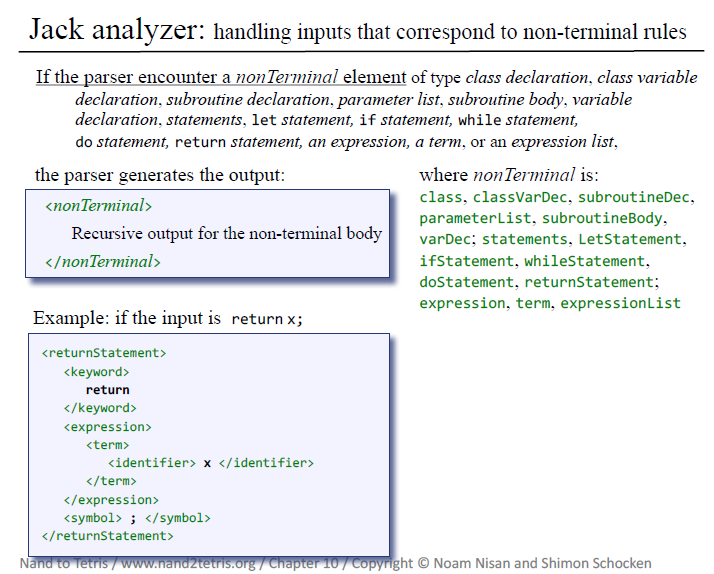 Jack analyzer: handling inputs that correspond to non-terminal rules
If the parser encounter a nonTerminal element of type class declaration, class variable
declaration, subroutine declaration, parameter list, subroutine body, variable
declaration, statements, let statement, if statement, while statement,
do statement, return statement, an expression, a term, or an expression list,
the parser generates the output:
<nonTerminal>
Recursive output for the non-terminal body
</nonTerminal>
where nonTerminal is:
class, classVarDec, subroutineDec,
parameterList, subroutineBody,
varDec; statements, LetStatement,
ifStatement, whileStatement,
doStatement, returnStatement;
expression, term, expressionList
Example: if the input is return x;
<returnStatement>
<keyword>
return
</keyword>
<expression>
<term>
<identifier> x </identifier>
</term>
</expression>
<symbol> ; </symbol>
</returnStatement>
Nand to Tetris / www.nand2tetris.org / Chapter 10 / Copyright © Noam Nisan and Shimon Schocken